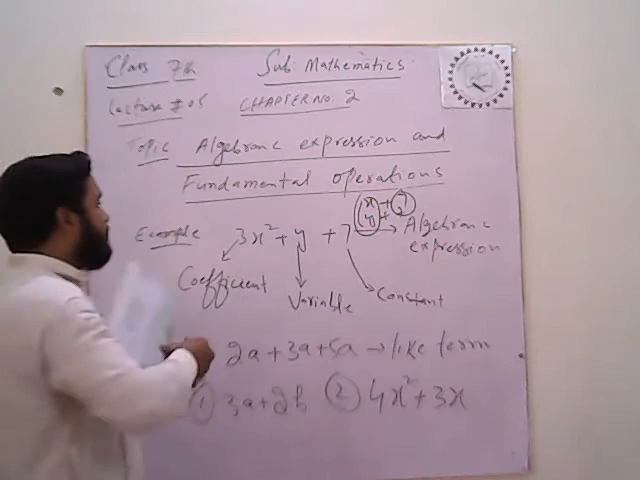 Class 7th Sub: Mathematics
Lecture #05 CHAPTER NO. 2
Topic Algebraic expression and
Fundamental operations
Example 3x² + y + 7 → Algebraic expression
Coefficient Variable Constant
2a + 3a + 5a → like term
① 3a + 2b ② 4x² + 3x